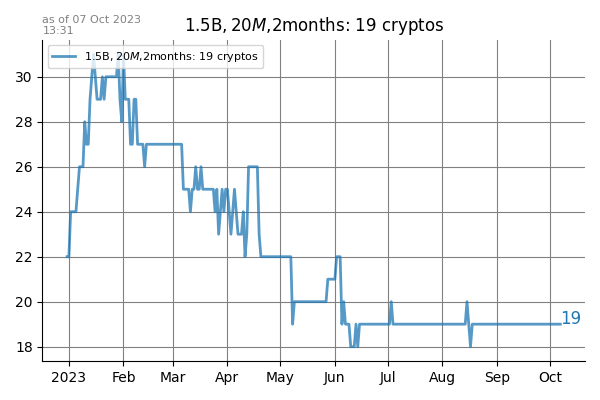 as of 07 Oct 2023
13:31
1.5B, 20M,2months: 19 cryptos
1.5B, 20M,2months: 19 cryptos
30
28
26
24
22
20
18
19
2023 Feb Mar Apr May Jun Jul Aug Sep Oct